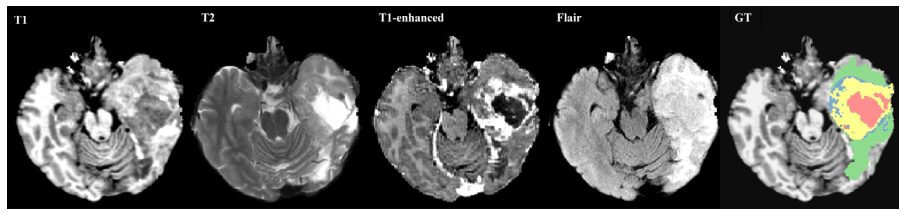 T1
T2
T1-enhanced
Flair
GT